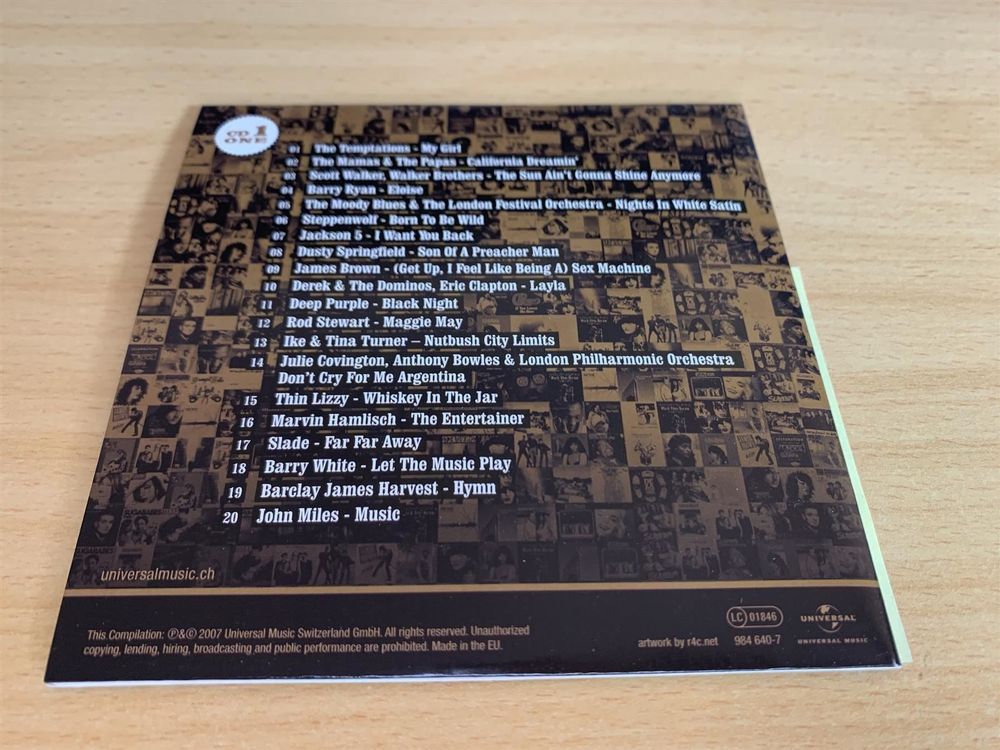 CD 1
ONE
01 The Temptations - My Girl
02 The Mamas & The Papas - California Dreamin'
03 Scott Walker, Walker Brothers - The Sun Ain't Gonna Shine Anymore
04 Barry Ryan - Eloise
05 The Moody Blues & The London Festival Orchestra - Nights In White Satin
06 Steppenwolf - Born To Be Wild
07 Jackson 5 - I Want You Back
08 Dusty Springfield - Son Of A Preacher Man
09 James Brown - (Get Up, I Feel Like Being A) Sex Machine
10 Derek & The Dominos, Eric Clapton - Layla
11 Deep Purple - Black Night
12 Rod Stewart - Maggie May
13 Ike & Tina Turner – Nutbush City Limits
14 Julie Covington, Anthony Bowles & London Philharmonic Orchestra
Don't Cry For Me Argentina
15 Thin Lizzy - Whiskey In The Jar
16 Marvin Hamlisch - The Entertainer
17 Slade - Far Far Away
18 Barry White - Let The Music Play
19 Barclay James Harvest - Hymn
20 John Miles - Music
universalmusic.ch
This Compilation: ℗&© 2007 Universal Music Switzerland GmbH. All rights reserved. Unauthorized
copying, lending, hiring, broadcasting and public performance are prohibited. Made in the EU.
artwork by r4c.net
LC 01846
984 640-7
UNIVERSAL
UNIVERSAL MUSIC